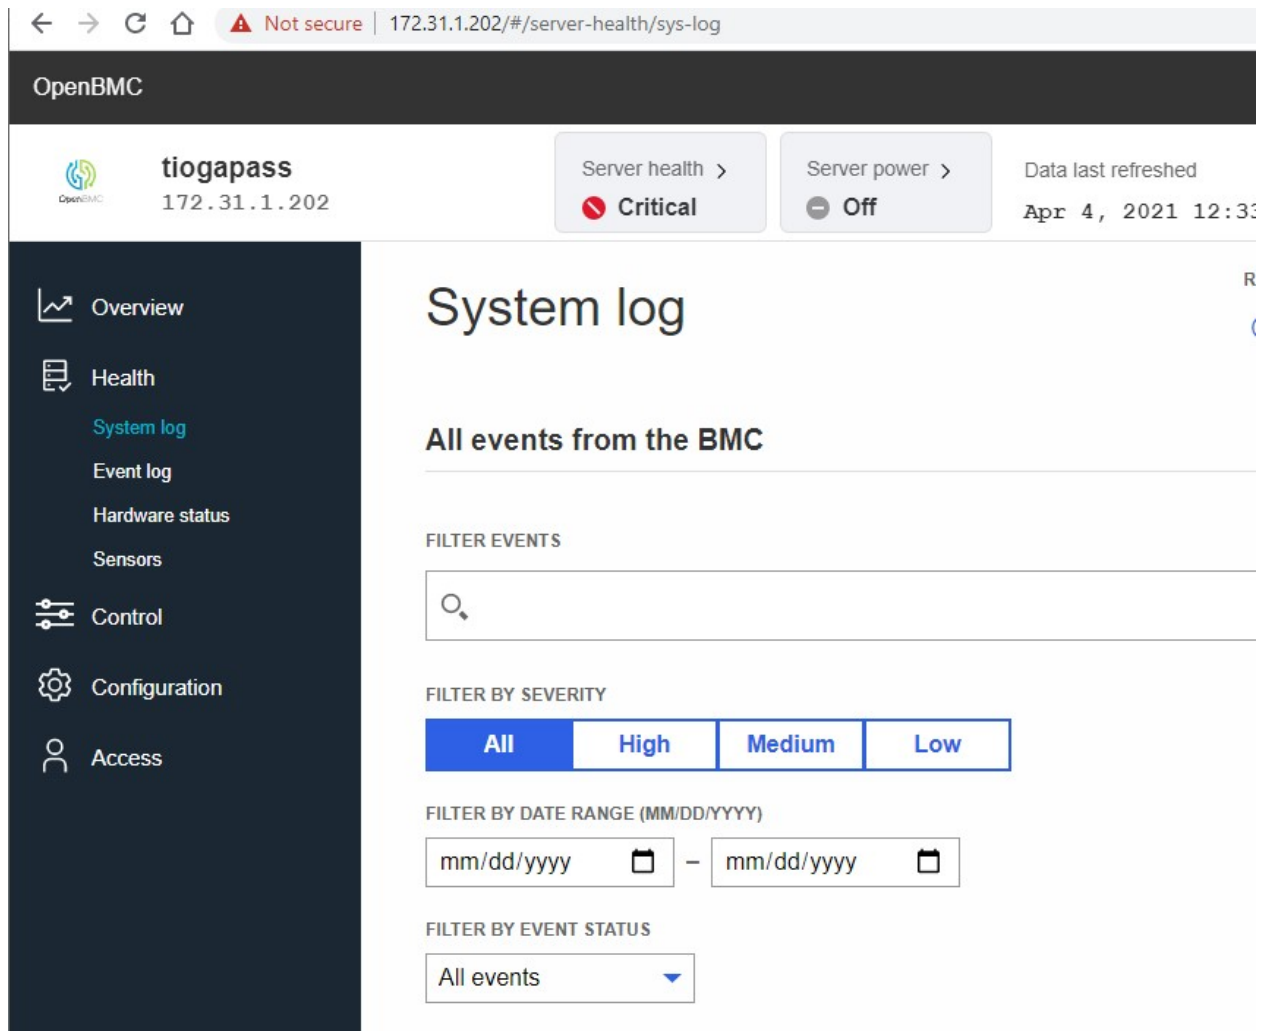 Not secure | 172.31.1.202/#/server-health/sys-log
OpenBMC
OpenBMC
tiogapass
172.31.1.202
Server health
Critical
Server power
Off
Data last refreshed
Apr 4, 2021 12:33
Overview
Health
System log
Event log
Hardware status
Sensors
Control
Configuration
Access
System log
R
All events from the BMC
FILTER EVENTS
FILTER BY SEVERITY
All High Medium Low
FILTER BY DATE RANGE (MM/DD/YYYY)
mm/dd/yyyy – mm/dd/yyyy
FILTER BY EVENT STATUS
All events